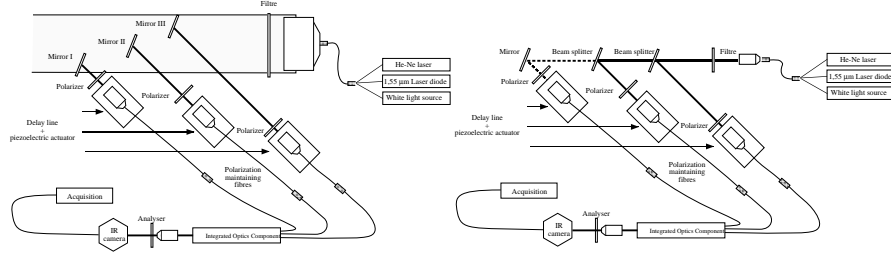 Filtre
Mirror III
Mirror II
Mirror I
Polarizer
Polarizer
Polarizer
He-Ne laser
1,55 µm Laser diode
White light source
Delay line
+
piezoelectric actuator
Polarization
maintaining
fibres
Acquisition
Analyser
IR
camera
Integrated Optics Component
Mirror
Beam splitter
Beam splitter
Filtre
Polarizer
Polarizer
Polarizer
He-Ne laser
1,55 µm Laser diode
White light source
Delay line
+
piezoelectric actuator
Polarization
maintaining
fibres
Acquisition
Analyser
IR
camera
Integrated Optics Component